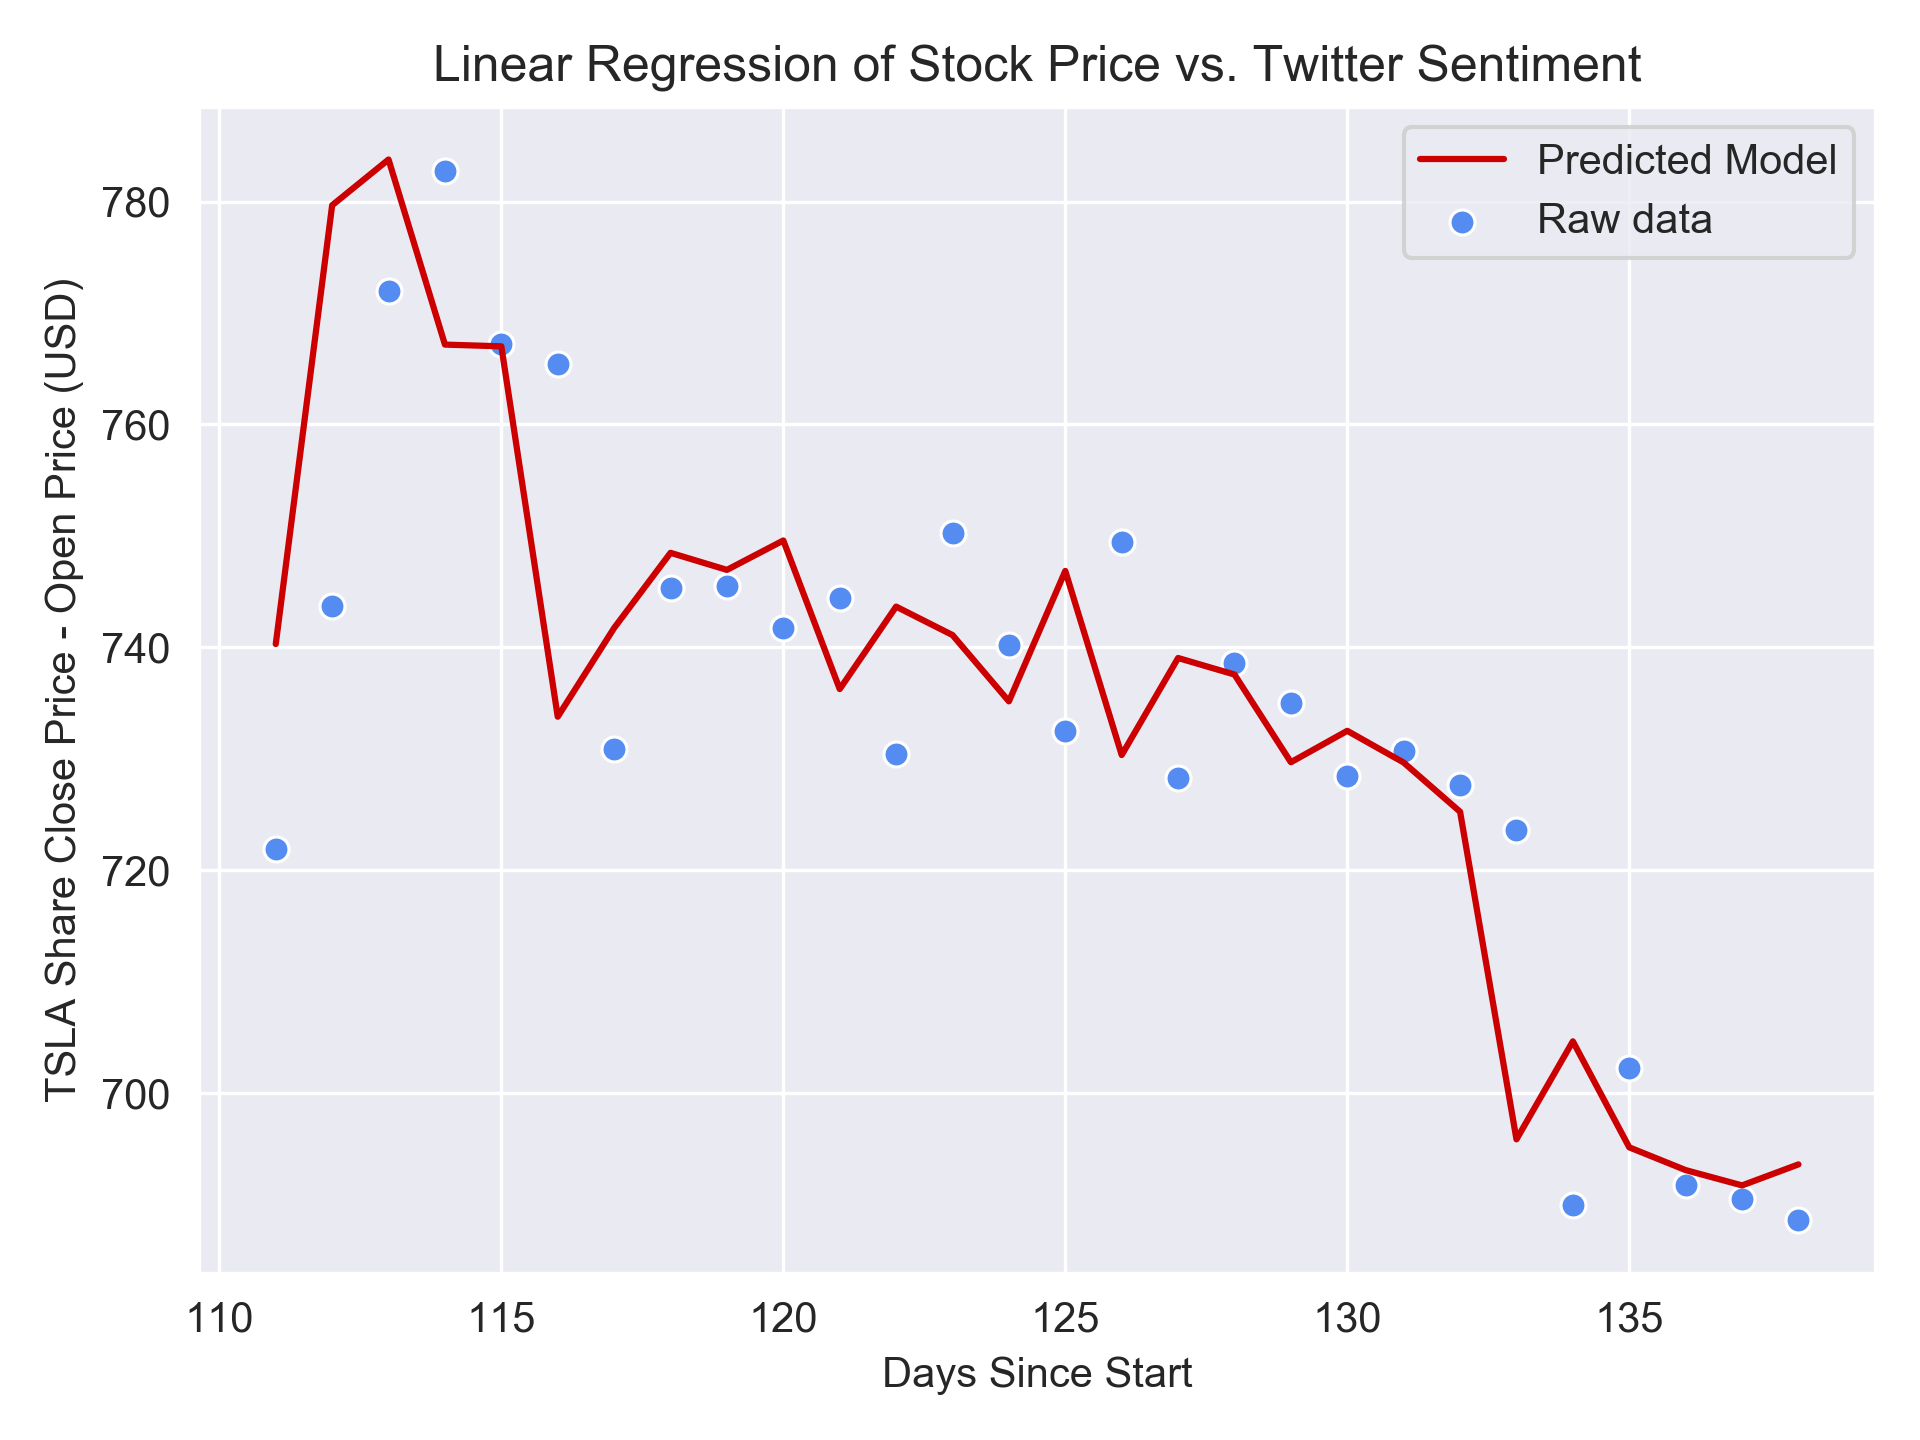 Linear Regression of Stock Price vs. Twitter Sentiment
Predicted Model
Raw data
TSLA Share Close Price - Open Price (USD)
780
760
740
720
700
110 115 120 125 130 135
Days Since Start